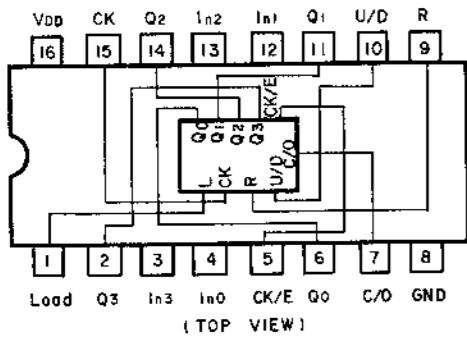 VDD CK Q2 In2 In1 Q1 U/D R
16 15 14 13 12 11 10 9
CK/E
Q0 Q1 Q2 Q3
C/O
L CK R U/D
1 2 3 4 5 6 7 8
Load Q3 In3 In0 CK/E Q0 C/O GND
(TOP VIEW)